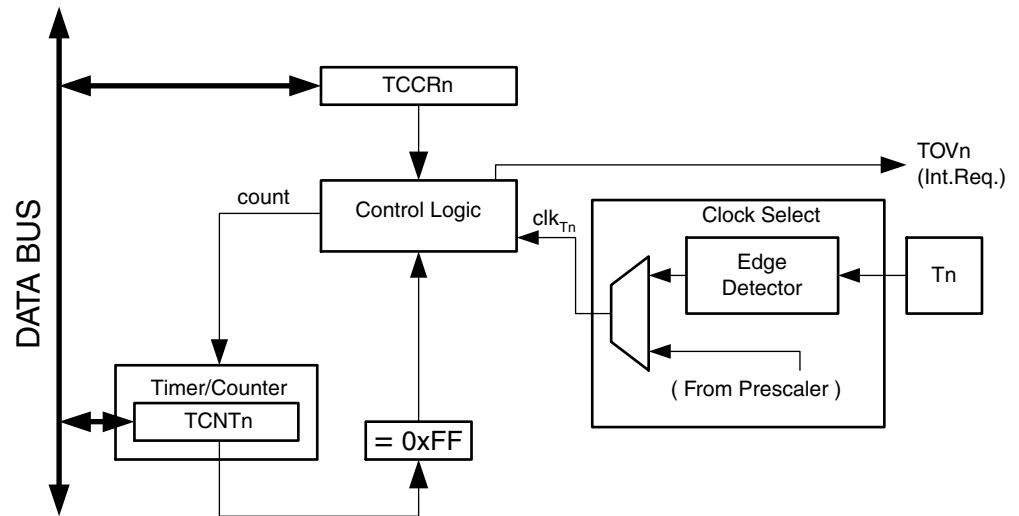 TCCRn
TOVn
(Int.Req.)
count
Control Logic
clkTn
Clock Select
Edge
Detector
Tn
DATA BUS
Timer/Counter
TCNTn
= 0xFF
( From Prescaler )